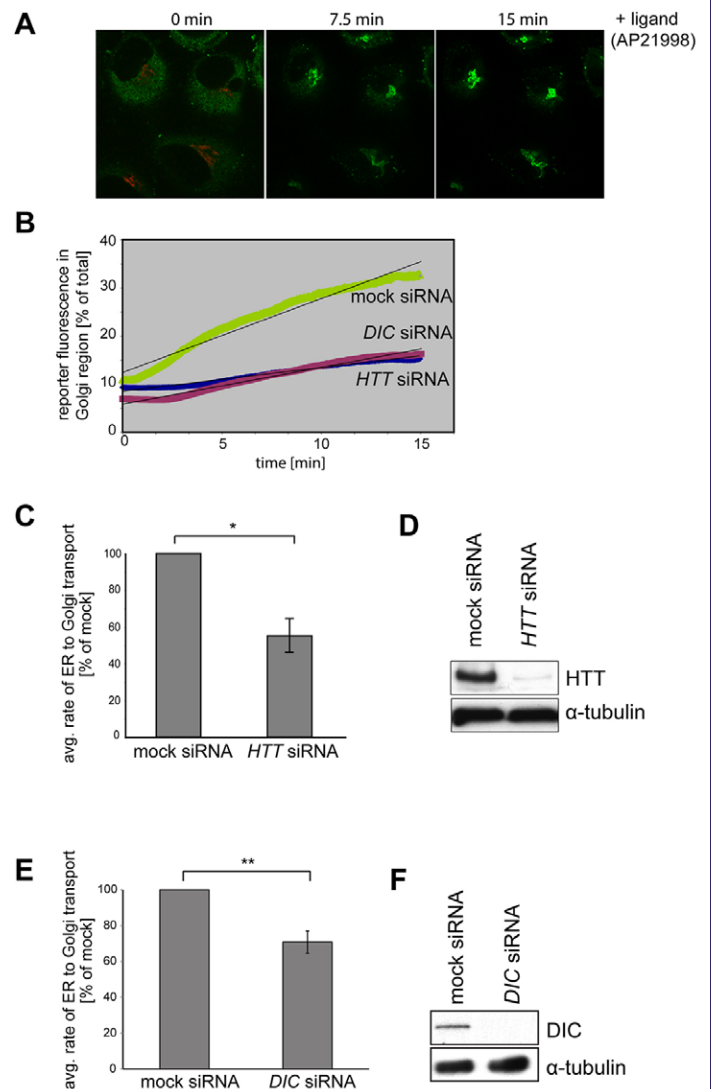 A
0 min
7.5 min
15 min
+ ligand
(AP21998)
B
reporter fluorescence in
Golgi region [% of total]
40
30
20
10
0
mock siRNA
DIC siRNA
HTT siRNA
0
5
10
15
time [min]
C
avg. rate of ER to Golgi transport
[% of mock]
100
80
60
40
80
100
0
*
mock siRNA
HTT siRNA
D
mock siRNA
HTT siRNA
HTT
α-tubulin
E
avg. rate of ER to Golgi transport
[% of mock]
100
80
60
40
20
0
**
mock siRNA
DIC siRNA
F
mock siRNA
DIC siRNA
DIC
α-tubulin